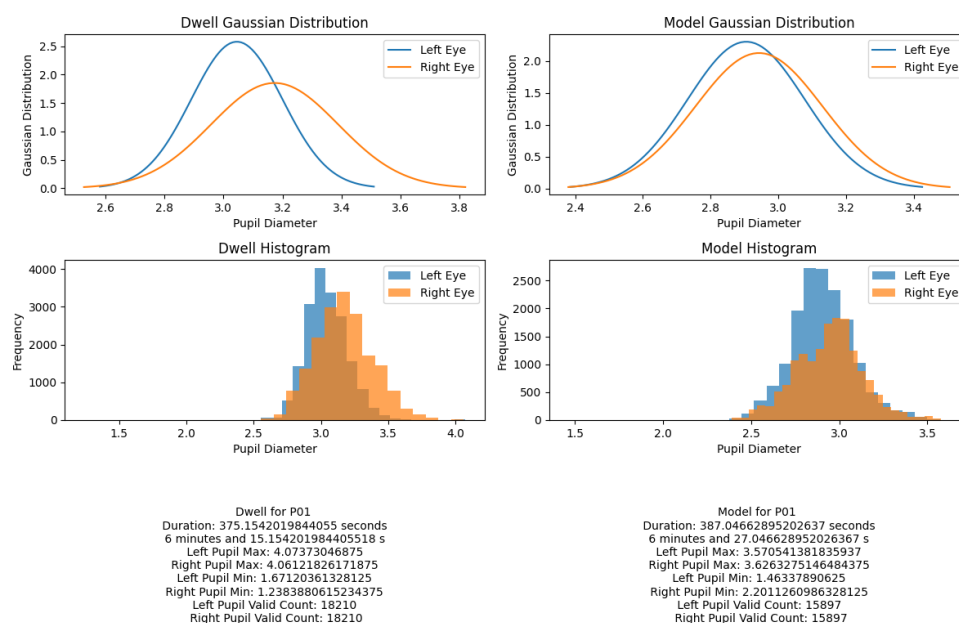 Dwell Gaussian Distribution
Gaussian Distribution
2.5
2.0
1.5
1.0
0.5
0.0
Left Eye
Right Eye
2.6 2.8 3.0 3.2 3.4 3.6 3.8
Pupil Diameter
Model Gaussian Distribution
Gaussian Distribution
2.0
1.5
1.0
0.5
0.0
Left Eye
Right Eye
2.4 2.6 2.8 3.0 3.2 3.4
Pupil Diameter
Dwell Histogram
Frequency
4000
3000
2000
1000
0
Left Eye
Right Eye
1.5 2.0 2.5 3.0 3.5 4.0
Pupil Diameter
Model Histogram
Frequency
2500
2000
1500
1000
500
0
Left Eye
Right Eye
1.5 2.0 2.5 3.0 3.5
Pupil Diameter
Dwell for P01
Duration: 375.1542019844055 seconds
6 minutes and 15.154201984405518 s
Left Pupil Max: 4.07373046875
Right Pupil Max: 4.06121826171875
Left Pupil Min: 1.67120361328125
Right Pupil Min: 1.2383880615234375
Left Pupil Valid Count: 18210
Right Pupil Valid Count: 18210
Model for P01
Duration: 387.04662895202637 seconds
6 minutes and 27.046628952026367 s
Left Pupil Max: 3.570541381835937
Right Pupil Max: 3.6263275146484375
Left Pupil Min: 1.46337890625
Right Pupil Min: 2.2011260986328125
Left Pupil Valid Count: 15897
Right Pupil Valid Count: 15897